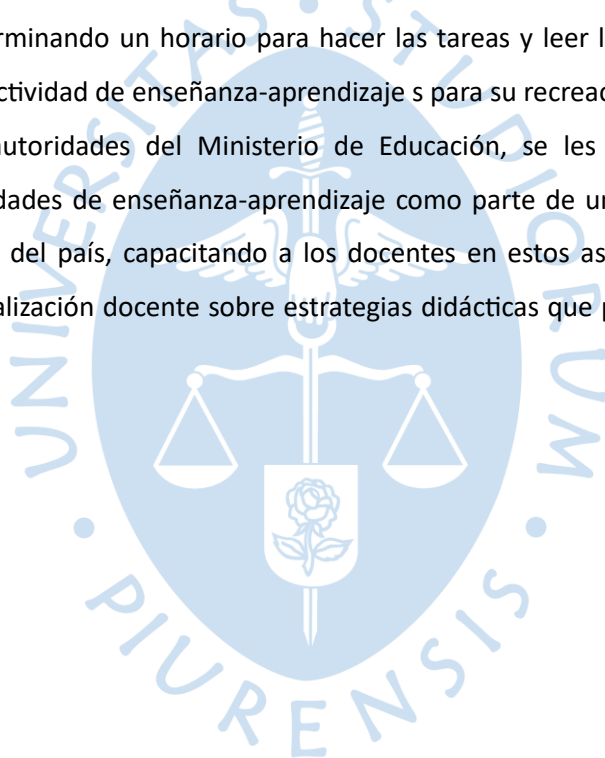 rminando un horario para hacer las tareas y leer l
ctividad de enseñanza-aprendizaje s para su recreac
autoridades del Ministerio de Educación, se les
dades de enseñanza-aprendizaje como parte de un
del país, capacitando a los docentes en estos as
alización docente sobre estrategias didácticas que p
UNIVERSITAS • STUDIORUM • PIURENSIS •